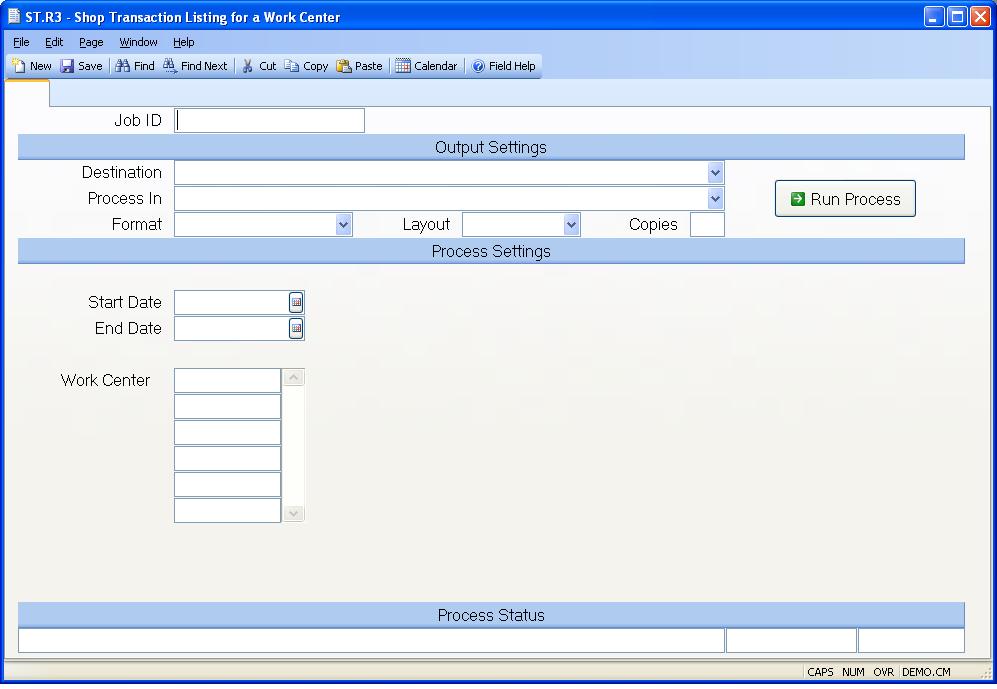 ST.R3 - Shop Transaction Listing for a Work Center
File Edit Page Window Help
New Save Find Find Next Cut Copy Paste Calendar Field Help
Job ID
Output Settings
Destination
Process In
Run Process
Format Layout Copies
Process Settings
Start Date
End Date
Work Center
Process Status
CAPS NUM OVR DEMO.CM